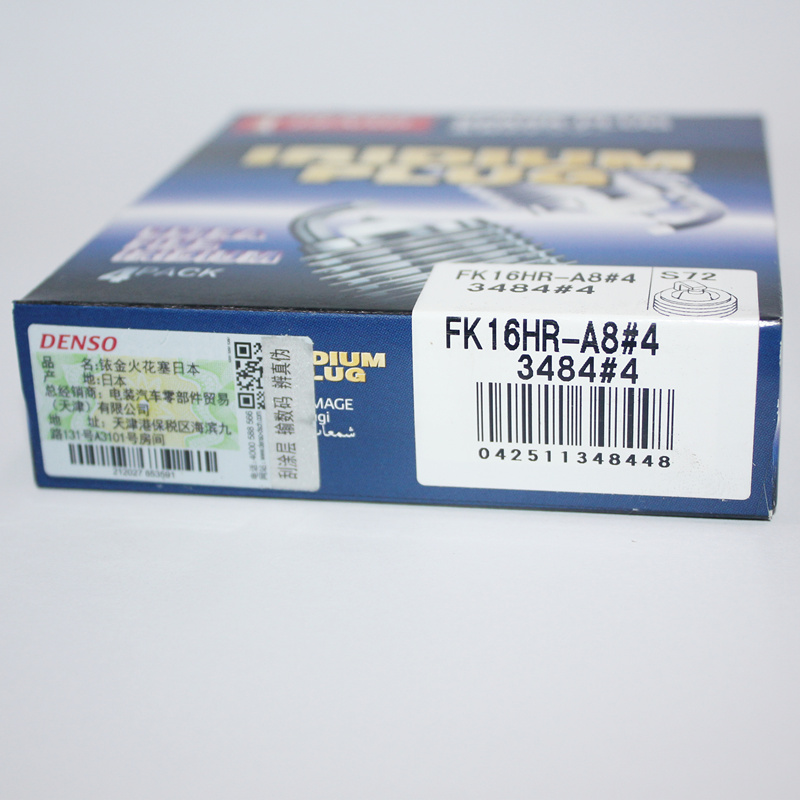 IRIDIUM
PLUG
4 PACK
FK16HR-A8#4
3484#4
S72
FK16HR-A8#4
3484#4
042511348448
DENSO
品 名:铱金火花塞日本
产 地:日本
总经销商:电装汽车零部件贸易
(天津)有限公司
地 址:天津港保税区海滨九
路131号A3101号房间
刮涂层 输数码 辨真伪
IDIUM
LUG
MAGE